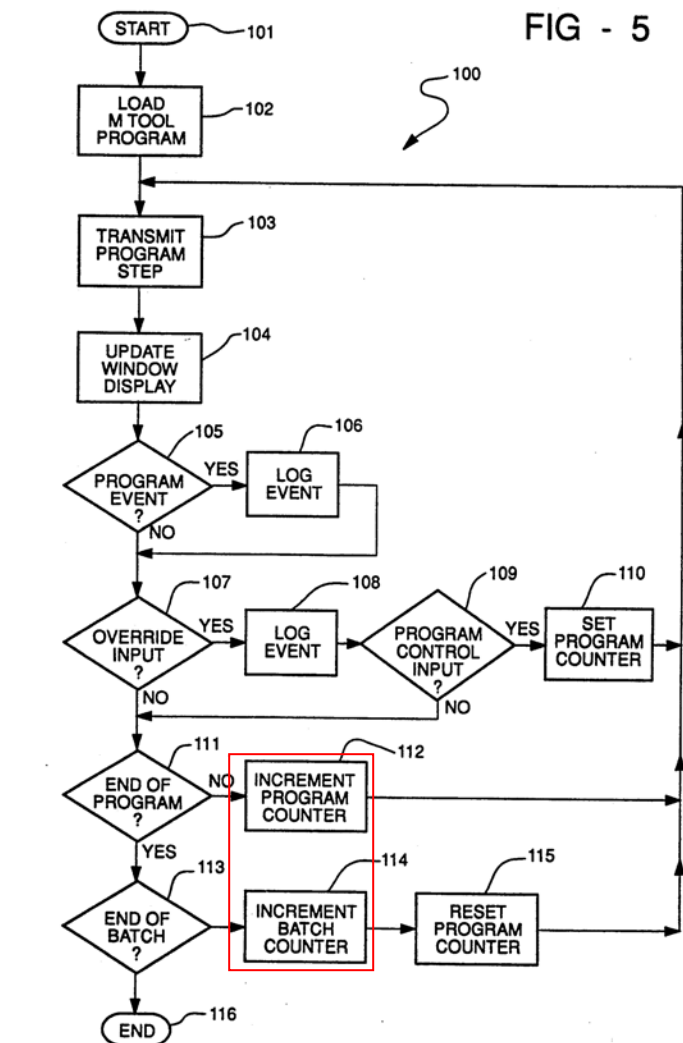 FIG - 5
START
101
100
LOAD
M TOOL
PROGRAM
102
TRANSMIT
PROGRAM
STEP
103
UPDATE
WINDOW
DISPLAY
104
PROGRAM
EVENT
?
105
YES
NO
LOG
EVENT
106
OVERRIDE
INPUT
?
107
YES
NO
LOG
EVENT
108
PROGRAM
CONTROL
INPUT
?
109
YES
NO
SET
PROGRAM
COUNTER
110
END OF
PROGRAM
?
111
NO
YES
INCREMENT
PROGRAM
COUNTER
112
END OF
BATCH
?
113
INCREMENT
BATCH
COUNTER
114
RESET
PROGRAM
COUNTER
115
END
116